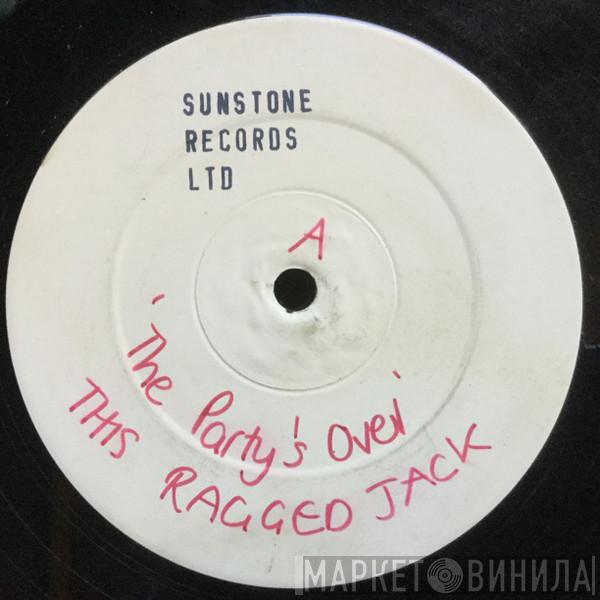 SUNSTONE
RECORDS
LTD
A
'The Party's Over'
THIS RAGGED JACK
МАРКЕТ ВИНИЛА